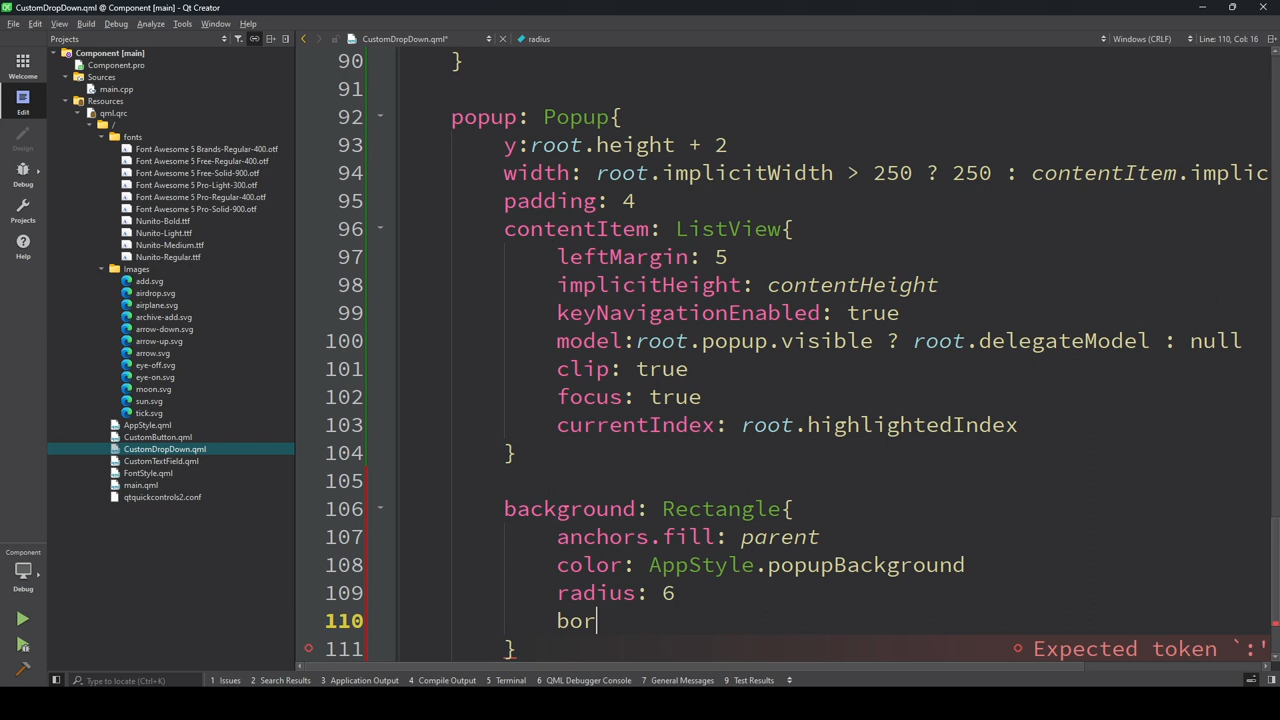 CustomDropDown.qml @ Component [main] - Qt Creator
File Edit View Build Debug Analyze Tools Window Help
Projects
CustomDropDown.qml*
radius
Windows (CRLF)
Line: 110, Col: 16
Welcome
Edit
Design
Debug
Projects
Help
Component
Debug
Component [main]
Component.pro
Sources
main.cpp
Resources
qml.qrc
/
fonts
Font Awesome 5 Brands-Regular-400.otf
Font Awesome 5 Free-Regular-400.otf
Font Awesome 5 Free-Solid-900.otf
Font Awesome 5 Pro-Light-300.otf
Font Awesome 5 Pro-Regular-400.otf
Font Awesome 5 Pro-Solid-900.otf
Nunito-Bold.ttf
Nunito-Light.ttf
Nunito-Medium.ttf
Nunito-Regular.ttf
Images
add.svg
airdrop.svg
airplane.svg
archive-add.svg
arrow-down.svg
arrow-up.svg
arrow.svg
eye-off.svg
eye-on.svg
moon.svg
sun.svg
tick.svg
AppStyle.qml
CustomButton.qml
CustomDropDown.qml
CustomTextField.qml
FontStyle.qml
main.qml
qtquickcontrols2.conf
90 }
91
92 popup: Popup{
93 y:root.height + 2
94 width: root.implicitWidth > 250 ? 250 : contentItem.implic
95 padding: 4
96 contentItem: ListView{
97 leftMargin: 5
98 implicitHeight: contentHeight
99 keyNavigationEnabled: true
100 model:root.popup.visible ? root.delegateModel : null
101 clip: true
102 focus: true
103 currentIndex: root.highlightedIndex
104 }
105
106 background: Rectangle{
107 anchors.fill: parent
108 color: AppStyle.popupBackground
109 radius: 6
110 bor
111 } Expected token `:'
Type to locate (Ctrl+K)
1 Issues 2 Search Results 3 Application Output 4 Compile Output 5 Terminal 6 QML Debugger Console 7 General Messages 9 Test Results